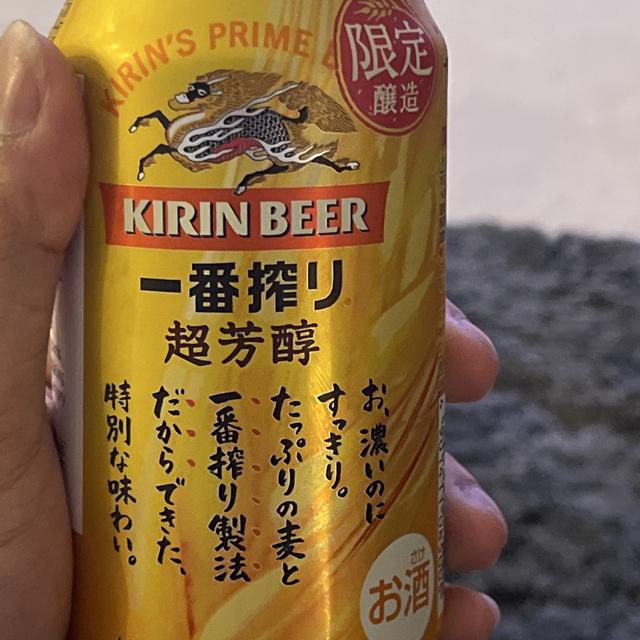 KIRIN'S PRIME
限定
醸造
KIRIN BEER
一番搾り
超芳醇
お、濃いのに
すっきり。
たっぷりの麦と
一番搾り製法
だからできた、
特別な味わい。
さけ
お酒